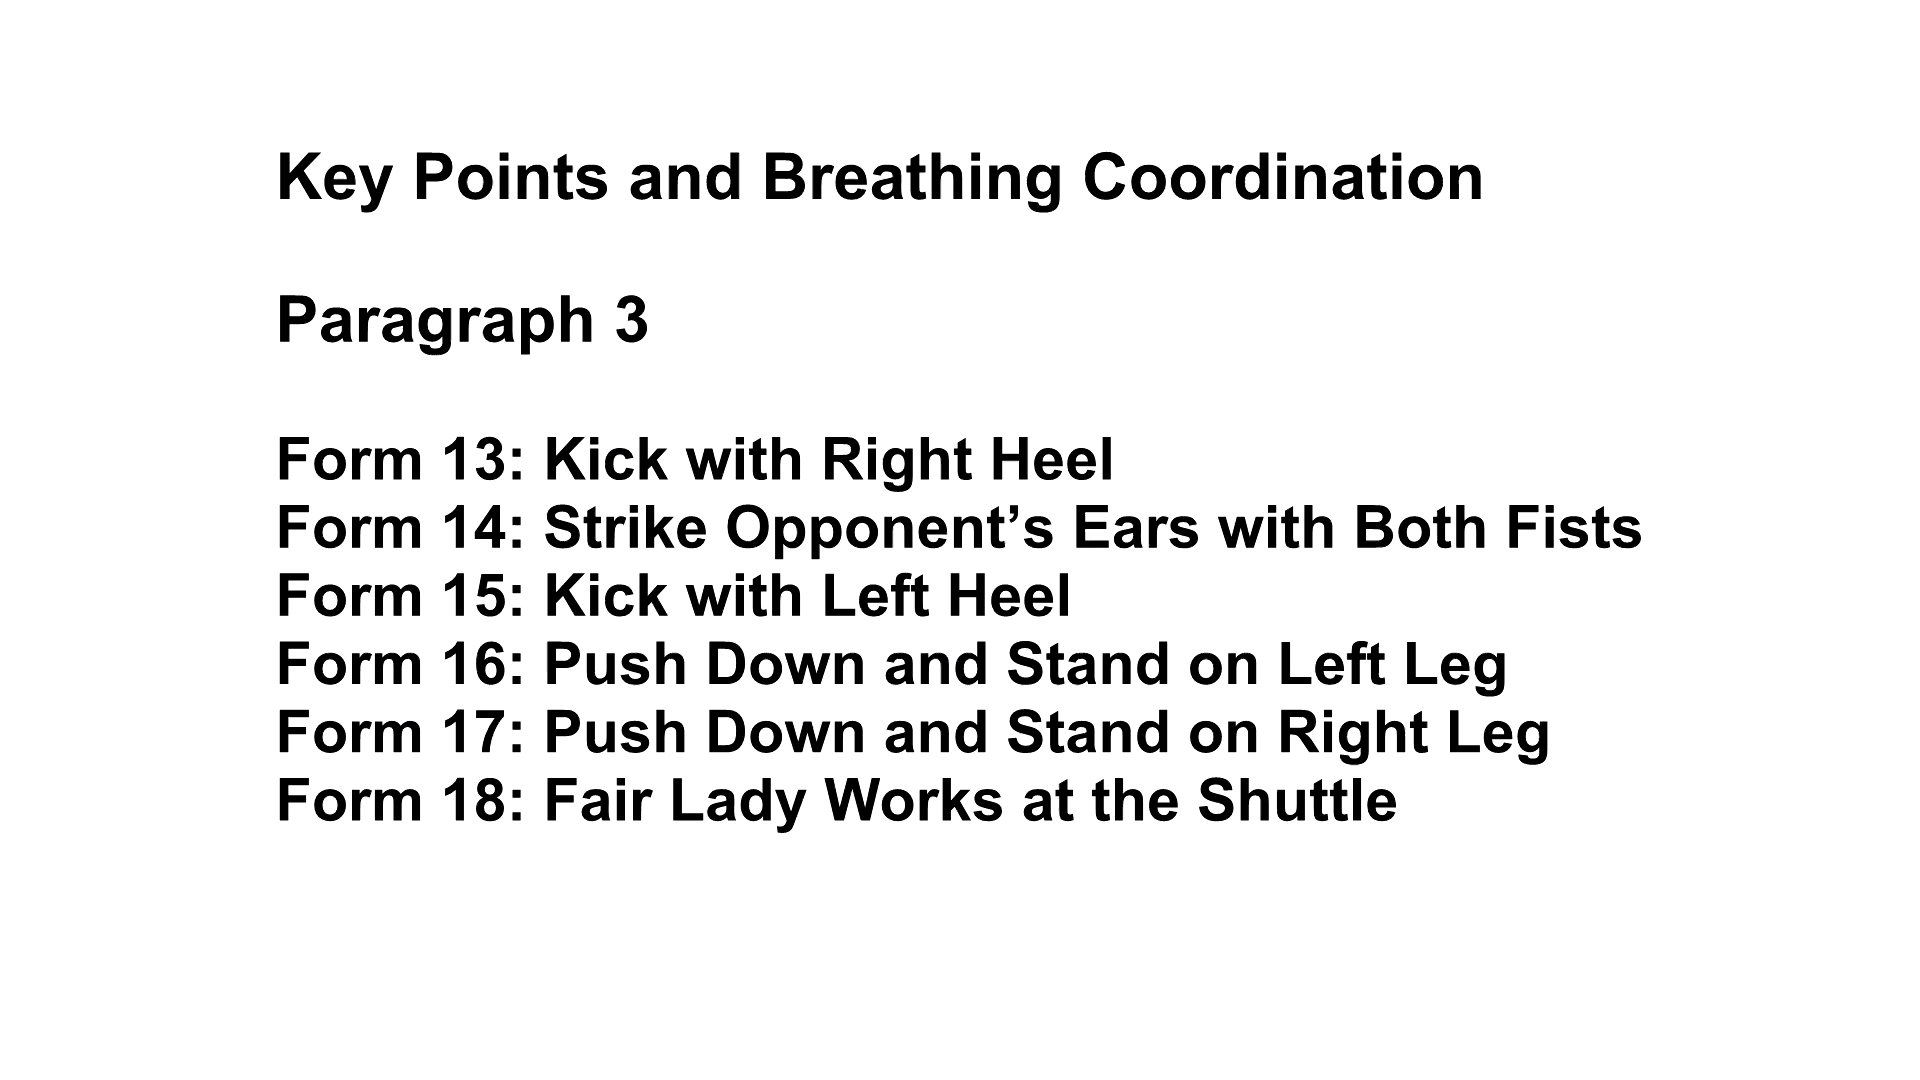 Key Points and Breathing Coordination
Paragraph 3
Form 13: Kick with Right Heel
Form 14: Strike Opponent’s Ears with Both Fists
Form 15: Kick with Left Heel
Form 16: Push Down and Stand on Left Leg
Form 17: Push Down and Stand on Right Leg
Form 18: Fair Lady Works at the Shuttle